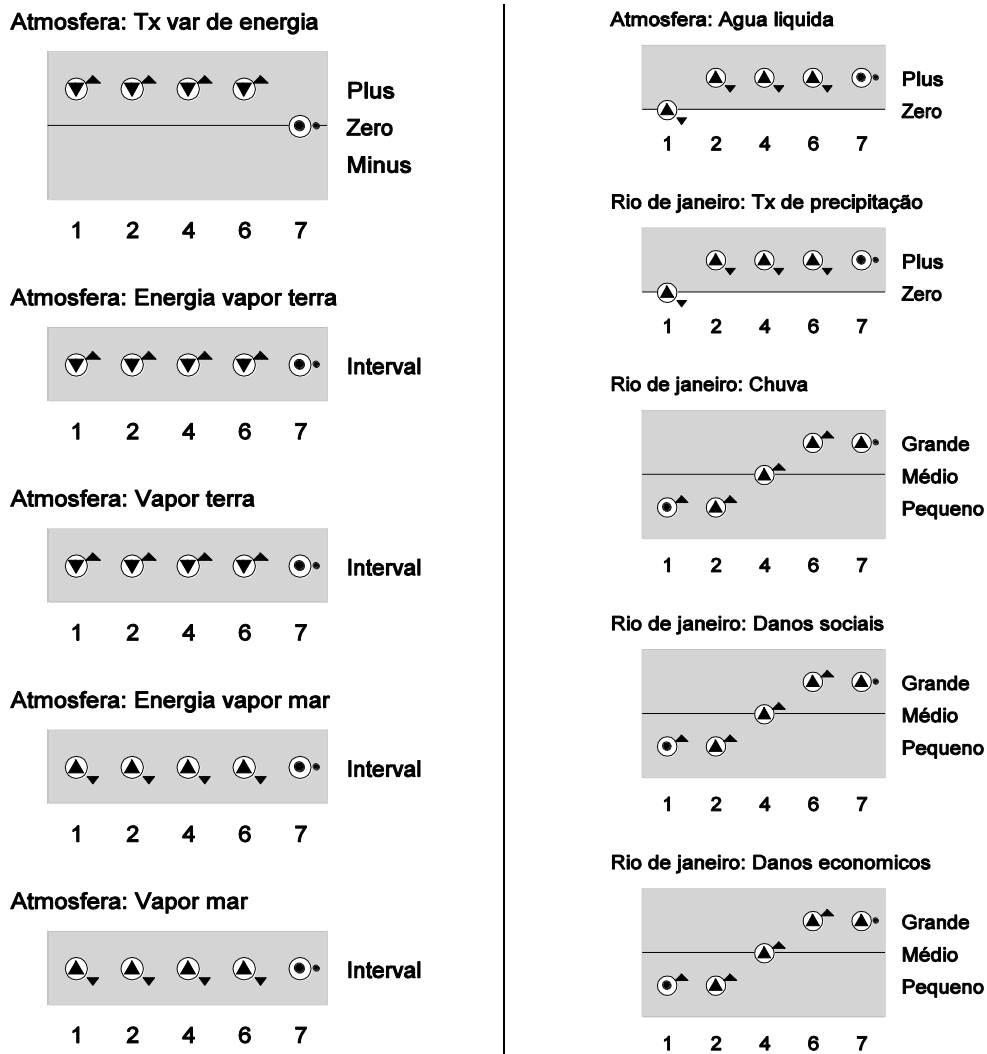 Atmosfera: Tx var de energia
Plus
Zero
Minus
1 2 4 6 7
Atmosfera: Energia vapor terra
Interval
1 2 4 6 7
Atmosfera: Vapor terra
Interval
1 2 4 6 7
Atmosfera: Energia vapor mar
Interval
1 2 4 6 7
Atmosfera: Vapor mar
Interval
1 2 4 6 7
Atmosfera: Agua liquida
Plus
Zero
1 2 4 6 7
Rio de janeiro: Tx de precipitação
Plus
Zero
1 2 4 6 7
Rio de janeiro: Chuva
Grande
Médio
Pequeno
1 2 4 6 7
Rio de janeiro: Danos sociais
Grande
Médio
Pequeno
1 2 4 6 7
Rio de janeiro: Danos economicos
Grande
Médio
Pequeno
1 2 4 6 7